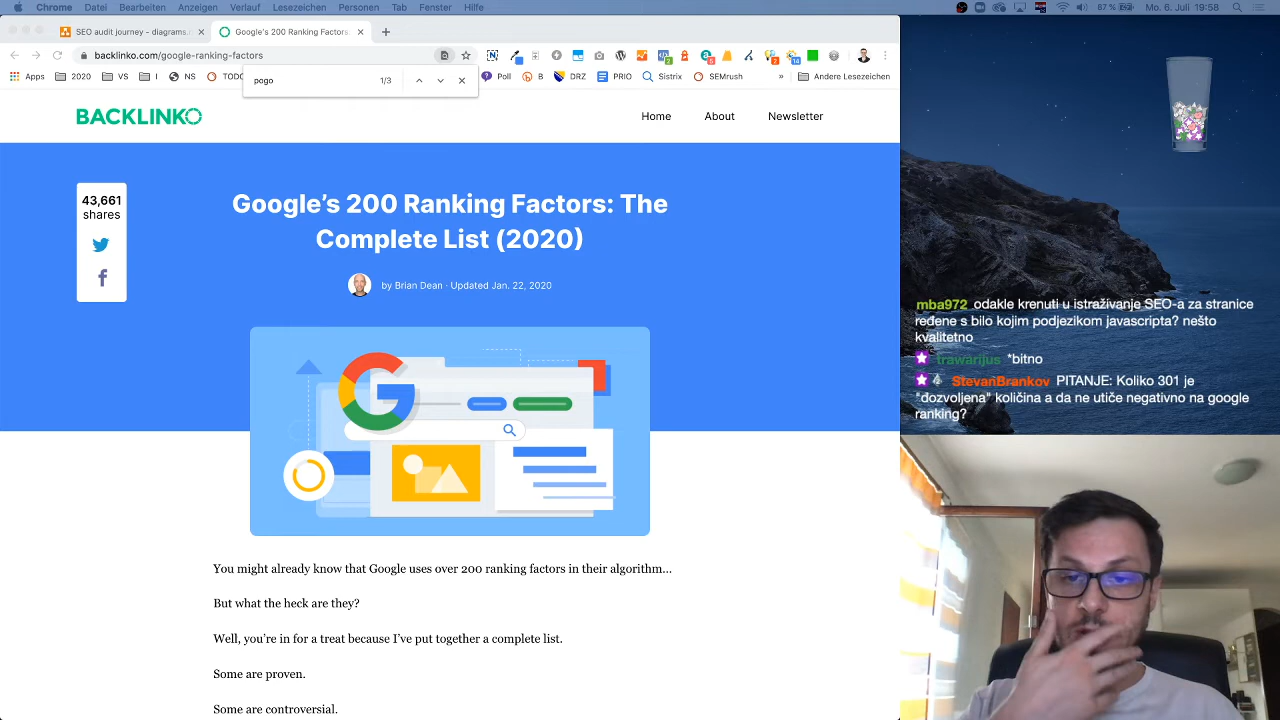 Chrome Datei Bearbeiten Anzeigen Verlauf Lesezeichen Personen Tab Fenster Hilfe
87 % Mo. 6. Juli 19:58
SEO audit journey - diagrams.n
Google's 200 Ranking Factors:
backlinko.com/google-ranking-factors
Apps 2020 VS I NS TODO Poll B DRZ PRIO Sistrix SEMrush » Andere Lesezeichen
pogo 1/3
BACKLINKO
Home About Newsletter
43,661
shares
Google’s 200 Ranking Factors: The
Complete List (2020)
by Brian Dean · Updated Jan. 22, 2020
You might already know that Google uses over 200 ranking factors in their algorithm…
But what the heck are they?
Well, you’re in for a treat because I’ve put together a complete list.
Some are proven.
Some are controversial.
mba972 odakle krenuti u istraživanje SEO-a za stranice
ređene s bilo kojim podjezikom javascripta? nešto
kvalitetno
trawarijus *bitno
StevanBrankov PITANJE: Koliko 301 je
"dozvoljena" količina a da ne utiče negativno na google
ranking?